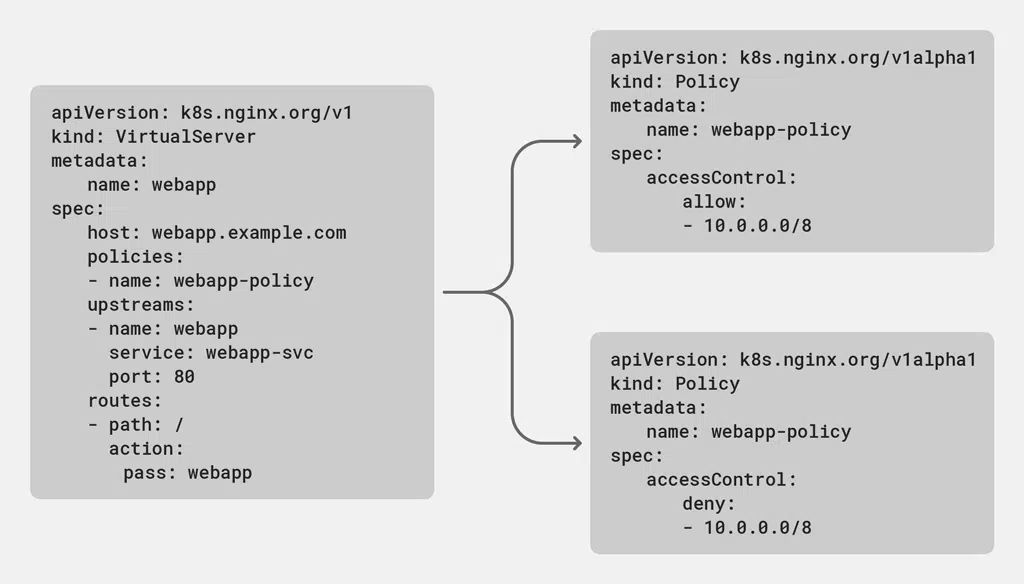 apiVersion: k8s.nginx.org/v1
kind: VirtualServer
metadata:
    name: webapp
spec:
    host: webapp.example.com
    policies:
    - name: webapp-policy
    upstreams:
    - name: webapp
      service: webapp-svc
      port: 80
    routes:
    - path: /
      action:
        pass: webapp
apiVersion: k8s.nginx.org/v1alpha1
kind: Policy
metadata:
    name: webapp-policy
spec:
    accessControl:
        allow:
        - 10.0.0.0/8
apiVersion: k8s.nginx.org/v1alpha1
kind: Policy
metadata:
    name: webapp-policy
spec:
    accessControl:
        deny:
        - 10.0.0.0/8